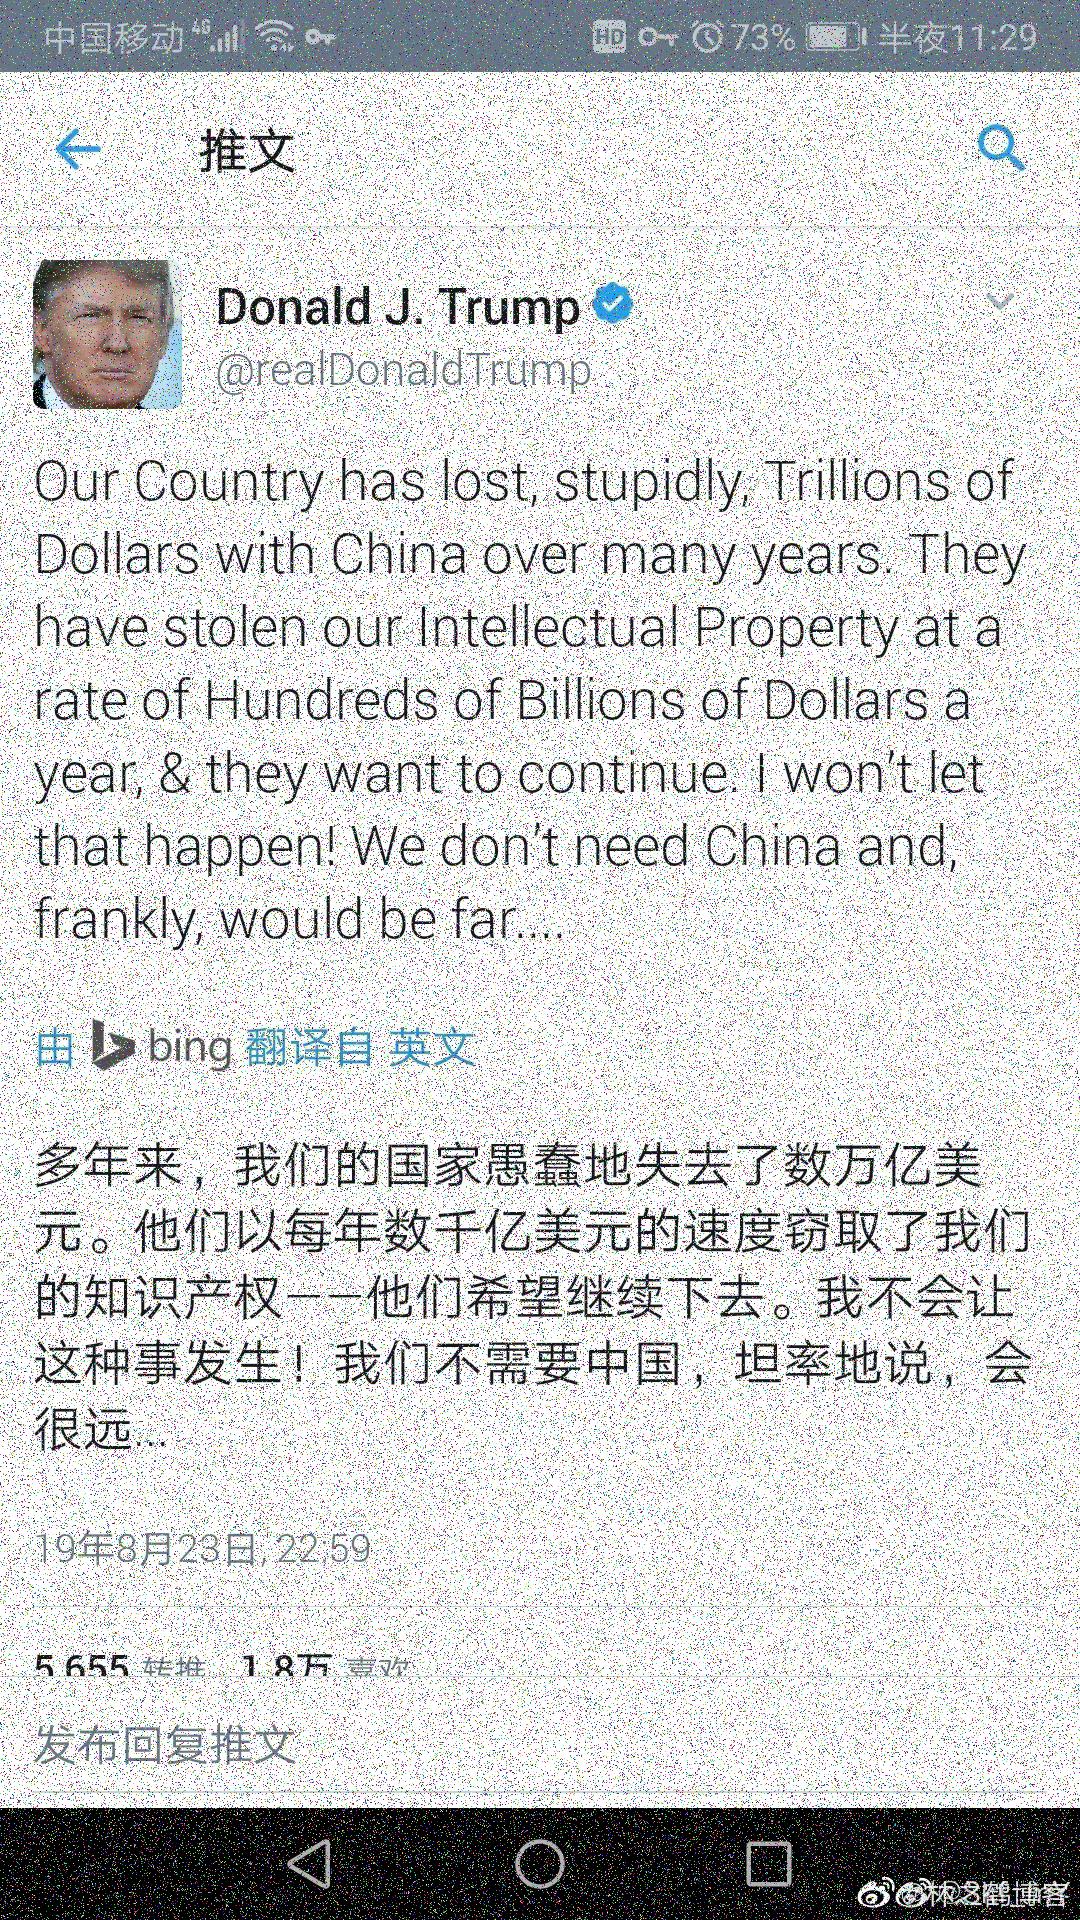 中国移动 4G HD 73% 半夜11:29
推文
Donald J. Trump
@realDonaldTrump
Our Country has lost, stupidly, Trillions of
Dollars with China over many years. They
have stolen our Intellectual Property at a
rate of Hundreds of Billions of Dollars a
year, & they want to continue. I won't let
that happen! We don't need China and,
frankly, would be far....
由 bing 翻译自 英文
多年来，我们的国家愚蠢地失去了数万亿美
元。他们以每年数千亿美元的速度窃取了我们
的知识产权——他们希望继续下去。我不会让
这种事发生！我们不需要中国，坦率地说，会
很远...
19年8月23日, 22:59
5,655 转推 1.8万 喜欢
发布回复推文